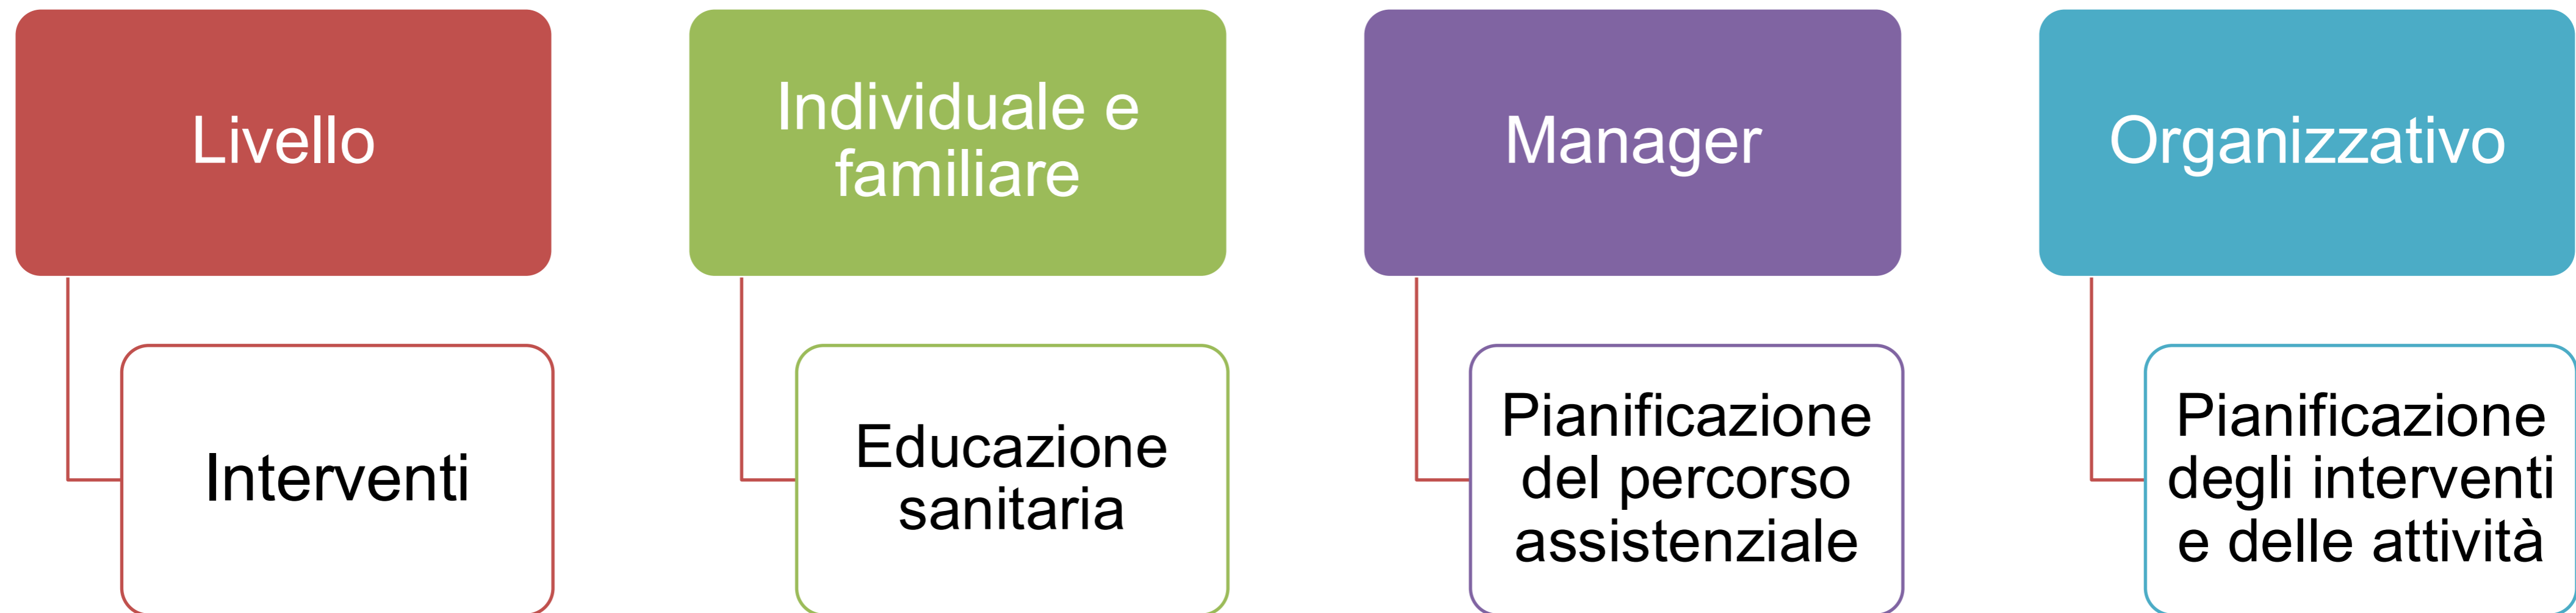 Livello
Interventi
Individuale e
familiare
Educazione
sanitaria
Manager
Pianificazione
del percorso
assistenziale
Organizzativo
Pianificazione
degli interventi
e delle attività